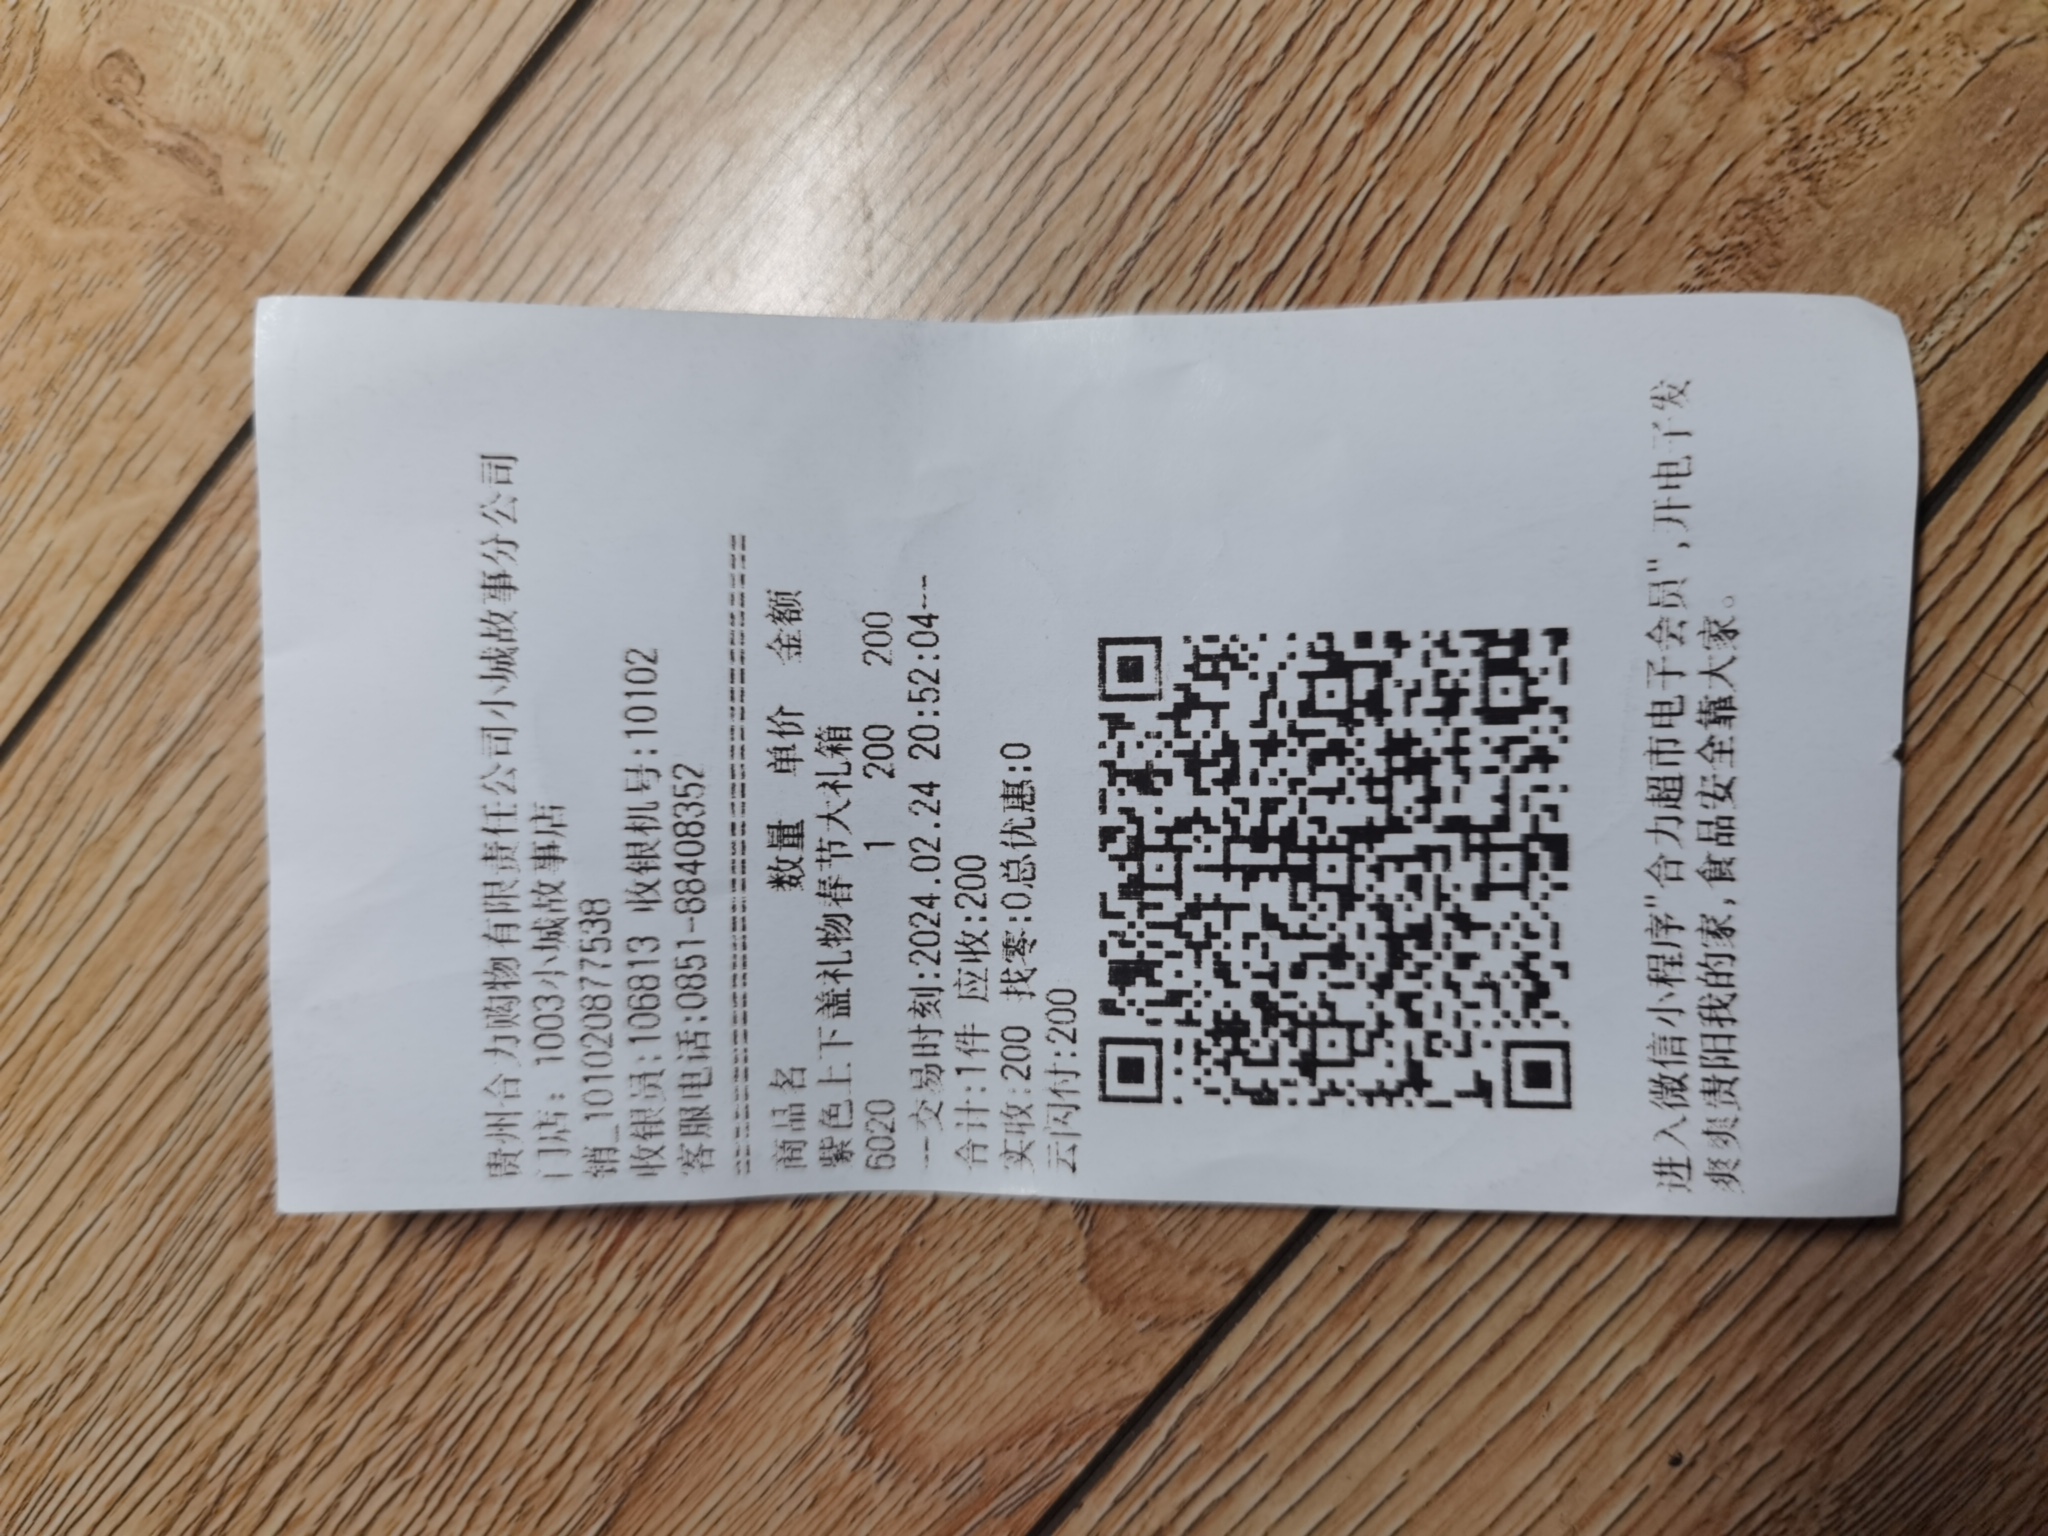 贵州合力购物有限责任公司小城故事分公司
门店: 1003小城故事店
销_1010202087​7538
收银员:106813 收银机号:10102
客服电话:0851-88408352
================================
商品名 数量 单价 金额
紫色上下盖礼物春节大礼箱
6020 1 200 200
--交易时刻:2024.02.24 20:52:04---
合计:1件 应收:200
实收:200 找零:0总优惠:0
云闪付:200
进入微信小程序"合力超市电子会员",开电子发
爽爽贵阳我的家,食品安全靠大家。